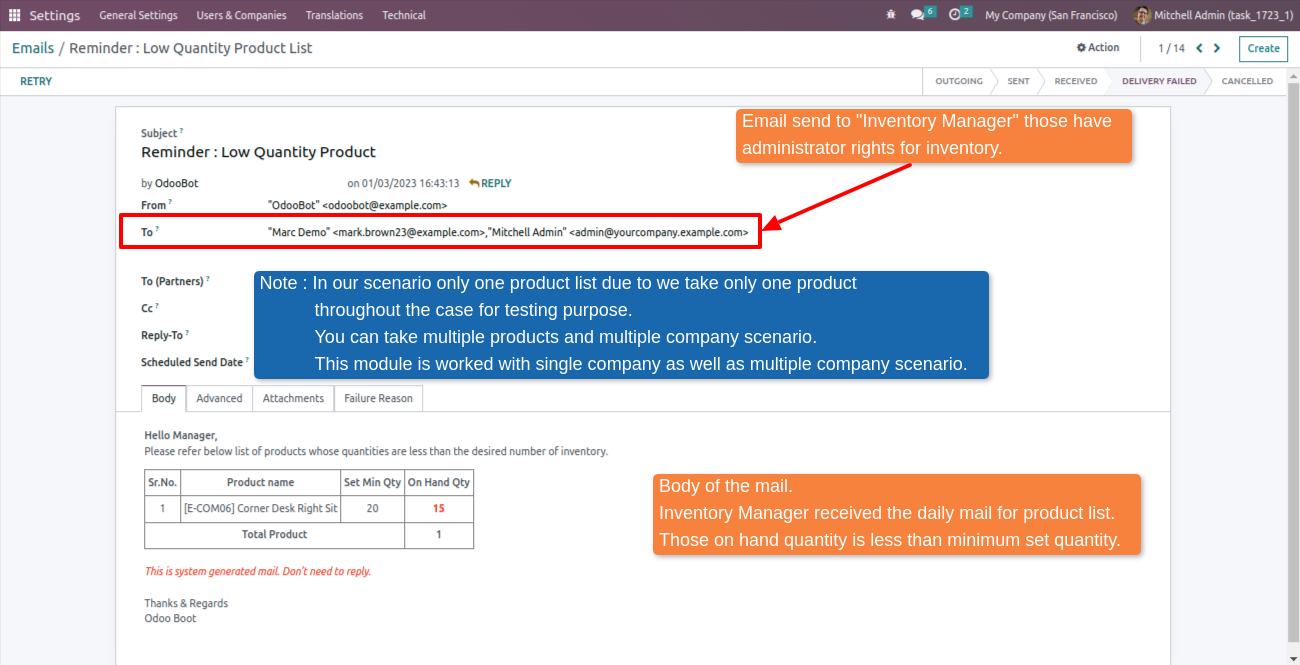 Settings General Settings Users & Companies Translations Technical 6 2 My Company (San Francisco) Mitchell Admin (task_1723_1)
Emails / Reminder : Low Quantity Product List Action 1 / 14 Create
RETRY OUTGOING SENT RECEIVED DELIVERY FAILED CANCELLED
Email send to "Inventory Manager" those have
administrator rights for inventory.
Subject ?
Reminder : Low Quantity Product
by OdooBot on 01/03/2023 16:43:13 REPLY
From ? "OdooBot" <odoobot@example.com>
To ? "Marc Demo" <mark.brown23@example.com>,"Mitchell Admin" <admin@yourcompany.example.com>
To (Partners) ?
Cc ?
Reply-To ?
Scheduled Send Date ?
Note : In our scenario only one product list due to we take only one product
throughout the case for testing purpose.
You can take multiple products and multiple company scenario.
This module is worked with single company as well as multiple company scenario.
Body Advanced Attachments Failure Reason
Hello Manager,
Please refer below list of products whose quantities are less than the desired number of inventory.
Sr.No. Product name Set Min Qty On Hand Qty
1 [E-COM06] Corner Desk Right Sit 20 15
Total Product 1
Body of the mail.
Inventory Manager received the daily mail for product list.
Those on hand quantity is less than minimum set quantity.
This is system generated mail. Don't need to reply.
Thanks & Regards
Odoo Boot